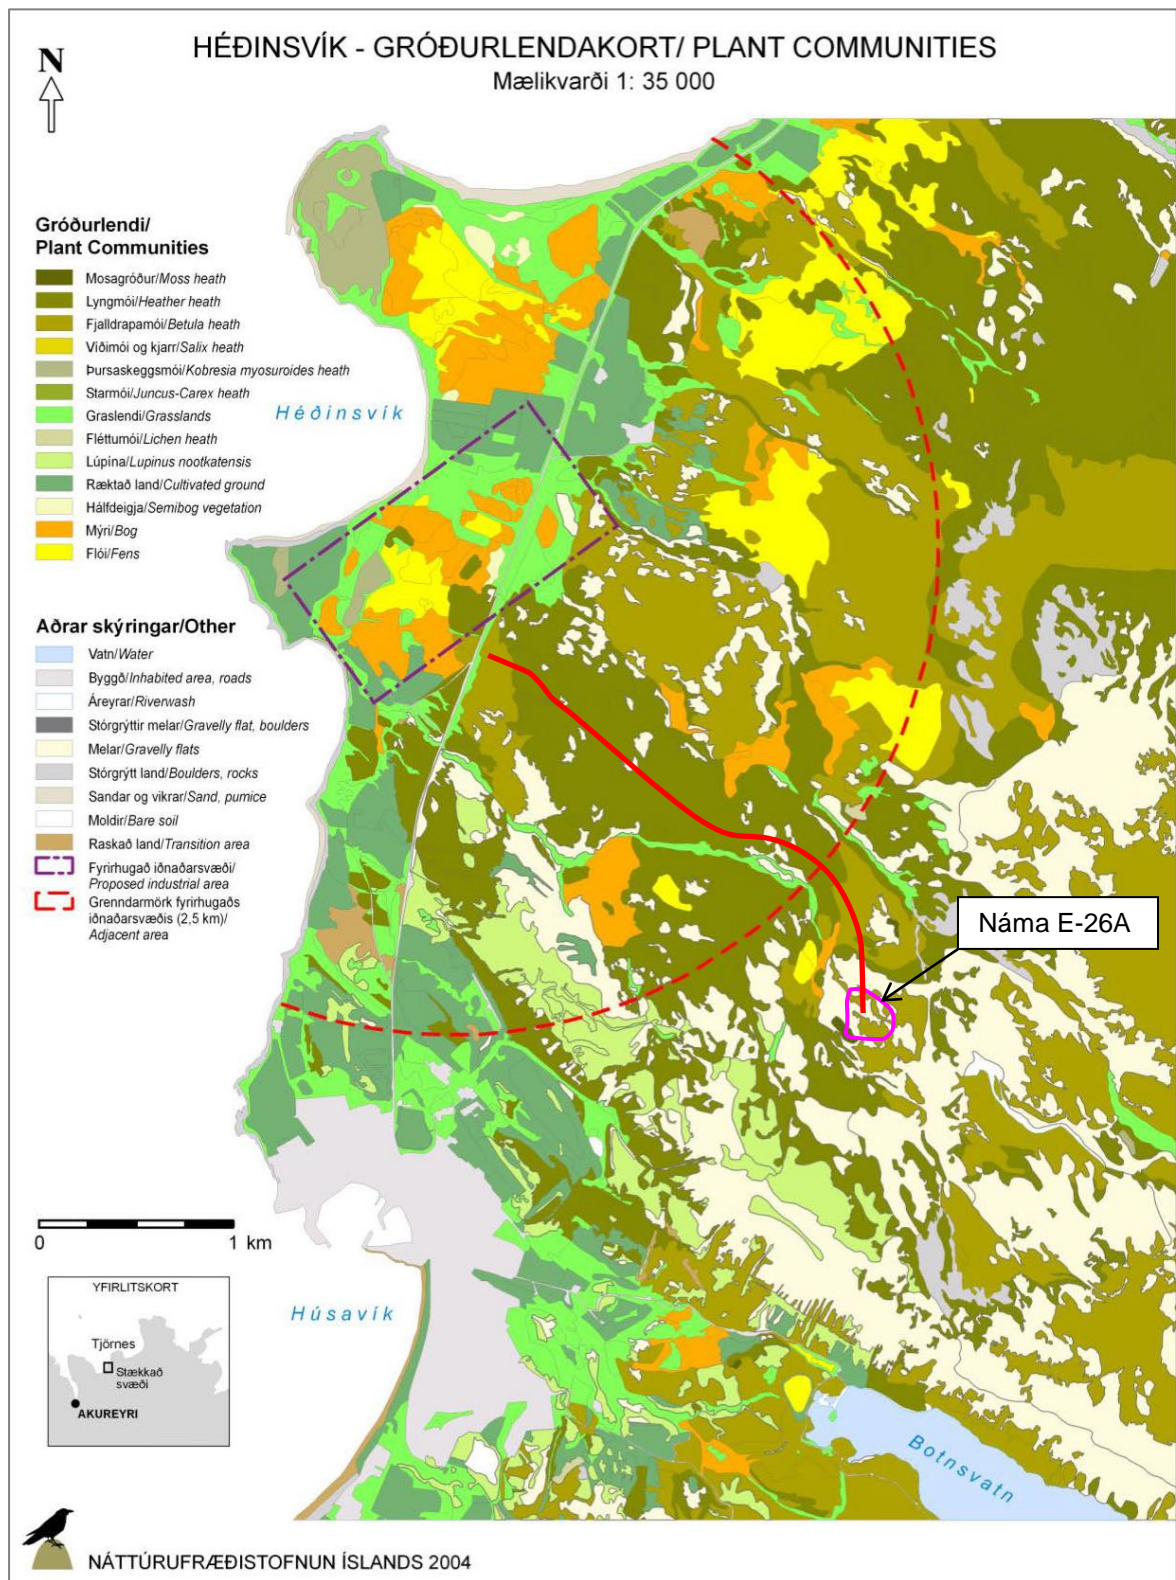 HÉÐINSVÍK - GRÓÐURLENDAKORT/ PLANT COMMUNITIES
Mælikvarði 1: 35 000
N
Gróðurlendi/
Plant Communities
Mosagróður/Moss heath
Lyngmói/Heather heath
Fjalldrapamói/Betula heath
Víðimói og kjarr/Salix heath
Þursaskeggsmói/Kobresia myosuroides heath
Starmói/Juncus-Carex heath
Graslendi/Grasslands
Fléttumói/Lichen heath
Lúpína/Lupinus nootkatensis
Ræktað land/Cultivated ground
Hálfdeigja/Semibog vegetation
Mýri/Bog
Flói/Fens
Aðrar skýringar/Other
Vatn/Water
Byggð/Inhabited area, roads
Áreyrar/Riverwash
Stórgrýttir melar/Gravelly flat, boulders
Melar/Gravelly flats
Stórgrýtt land/Boulders, rocks
Sandar og vikrar/Sand, pumice
Moldir/Bare soil
Raskað land/Transition area
Fyrirhugað iðnaðarsvæði/
Proposed industrial area
Grenndarmörk fyrirhugaðs
iðnaðarsvæðis (2,5 km)/
Adjacent area
Héðinsvík
Náma E-26A
0 1 km
Húsavík
Botnsvatn
YFIRLITSKORT
Tjörnes
Stækkað
svæði
AKUREYRI
NÁTTÚRUFRÆÐISTOFNUN ÍSLANDS 2004